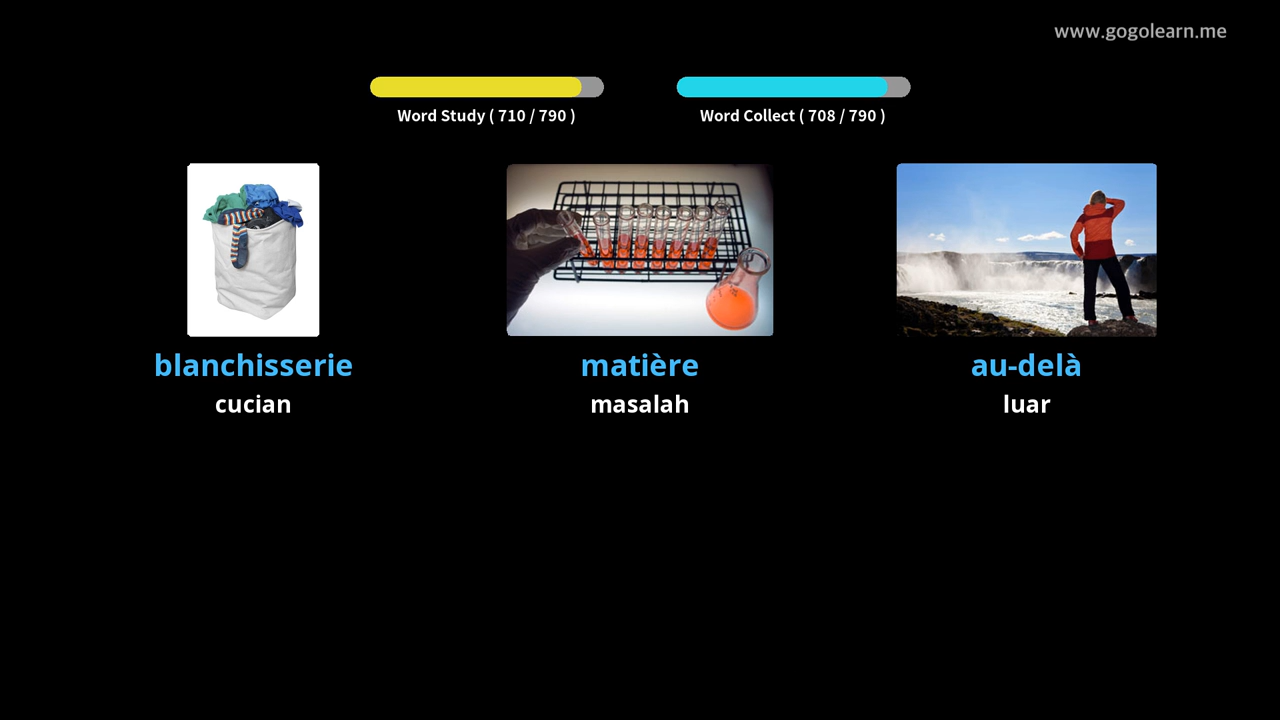 www.gogolearn.me
Word Study ( 710 / 790 )
Word Collect ( 708 / 790 )
blanchisserie
matière
au-delà
cucian
masalah
luar